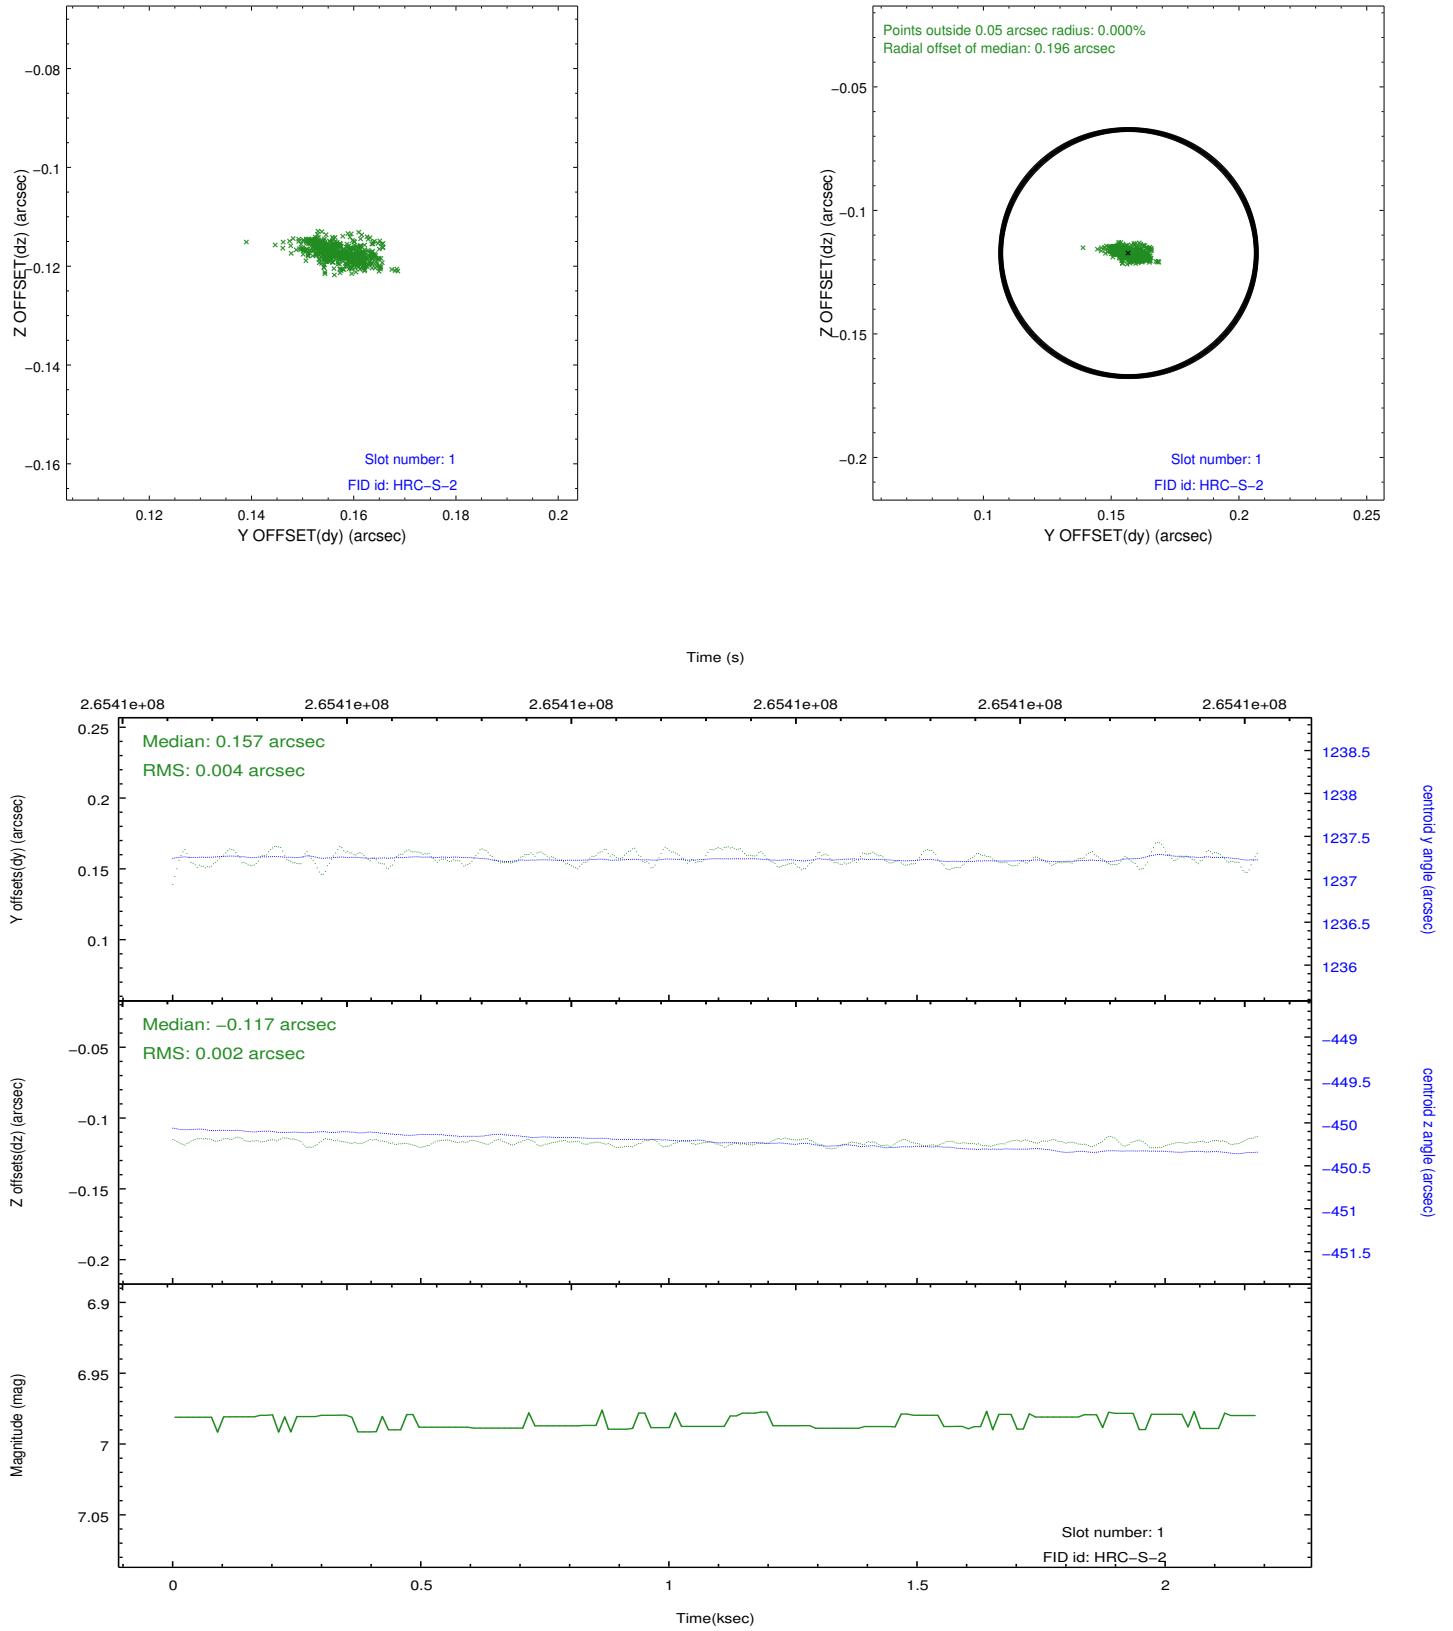 −0.08
−0.1
−0.12
−0.14
−0.16
Z OFFSET(dz) (arcsec)
Slot number: 1
FID id: HRC−S−2
0.12 0.14 0.16 0.18 0.2
Y OFFSET(dy) (arcsec)
Points outside 0.05 arcsec radius: 0.000%
Radial offset of median: 0.196 arcsec
−0.05
−0.1
−0.15
−0.2
Z OFFSET(dz) (arcsec)
Slot number: 1
FID id: HRC−S−2
0.1 0.15 0.2 0.25
Y OFFSET(dy) (arcsec)
Time (s)
2.6541e+08 2.6541e+08 2.6541e+08 2.6541e+08 2.6541e+08 2.6541e+08
Median: 0.157 arcsec
RMS: 0.004 arcsec
0.25
0.2
0.15
0.1
Y offsets(dy) (arcsec)
1238.5
1238
1237.5
1237
1236.5
1236
centroid y angle (arcsec)
Median: −0.117 arcsec
RMS: 0.002 arcsec
−0.05
−0.1
−0.15
−0.2
Z offsets(dz) (arcsec)
−449
−449.5
−450
−450.5
−451
−451.5
centroid z angle (arcsec)
6.9
6.95
7
7.05
Magnitude (mag)
Slot number: 1
FID id: HRC−S−2
0 0.5 1 1.5 2
Time(ksec)